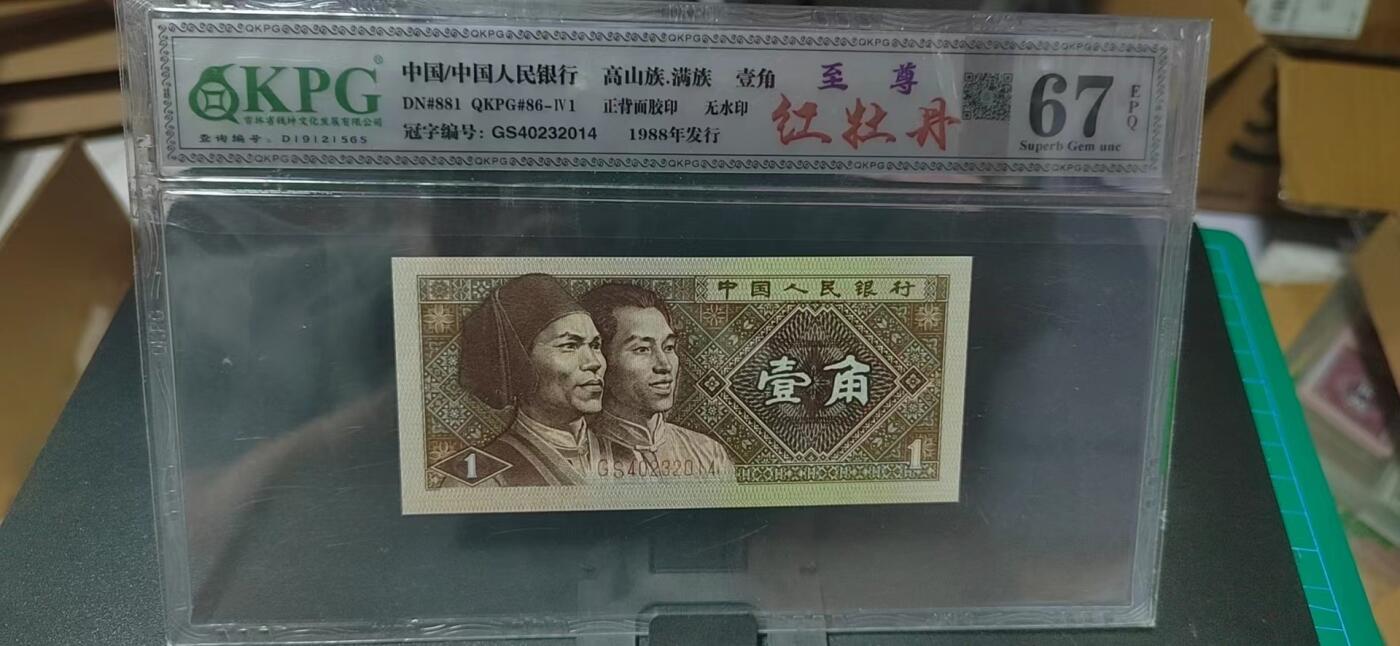 QKPG®
吉林省钱坤文化发展有限公司
查询编号: D1912156S
中国/中国人民银行 高山族.满族 壹角
DN#881 QKPG#86-Ⅳ1 正背面胶印 无水印
冠字编号: GS40232014 1988年发行
至尊
红牡丹
67
EPQ
Superb Gem unc
中国人民银行
壹角
1
GS40232014
1